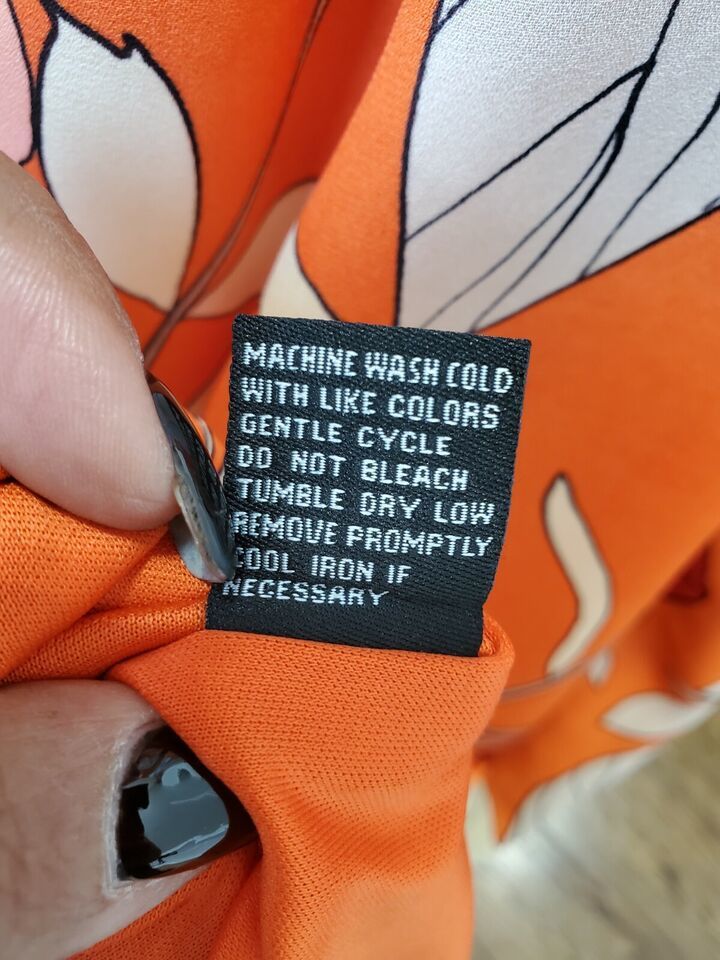 MACHINE WASH COLD
WITH LIKE COLORS
GENTLE CYCLE
DO NOT BLEACH
TUMBLE DRY LOW
REMOVE PROMPTLY
COOL IRON IF
NECESSARY